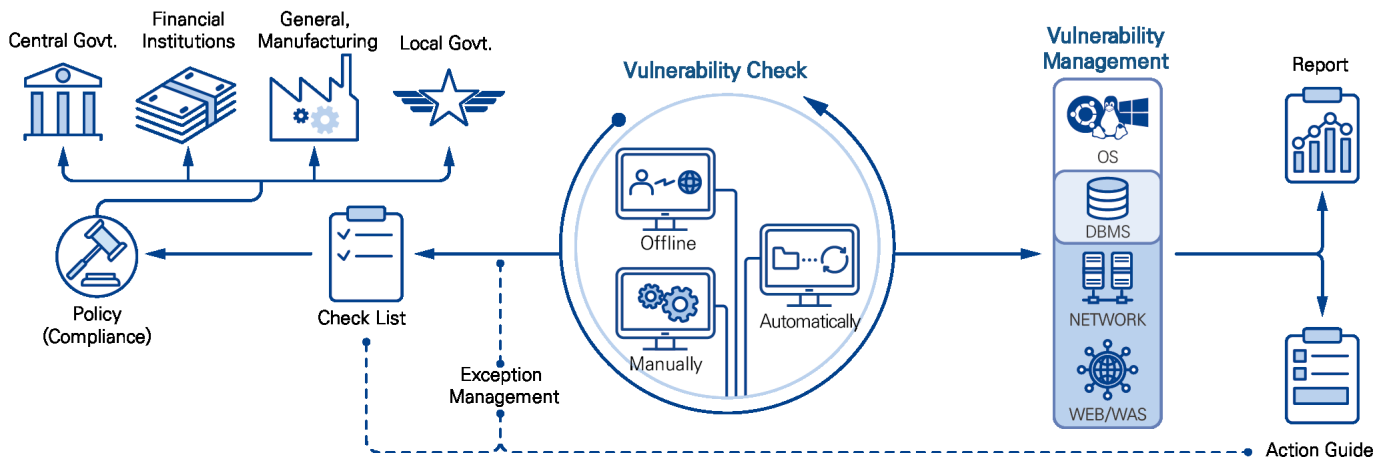 Central Govt.
Financial
Institutions
General,
Manufacturing
Local Govt.
Policy
(Compliance)
Check List
Exception
Management
Vulnerability Check
Offline
Manually
Automatically
Vulnerability
Management
OS
DBMS
NETWORK
WEB/WAS
Report
Action Guide